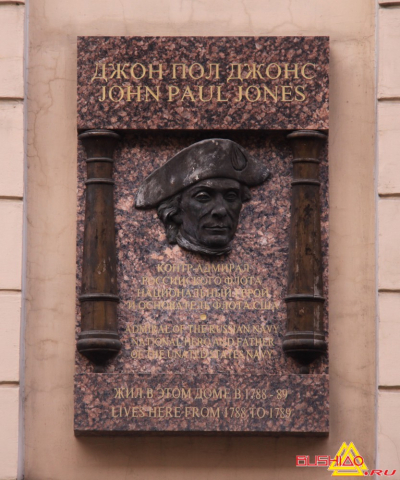 ДЖОН ПОЛ ДЖОНС
JOHN PAUL JONES
КОНТР АДМИРАЛ
РОССИЙСКОГО ФЛОТА
НАЦИОНАЛЬНЫЙ ГЕРОЙ
И ОСНОВАТЕЛЬ ФЛОТА США
ADMIRAL OF THE RUSSIAN NAVY
NATIONAL HERO AND FATHER
OF THE UNITED STATES NAVY
ЖИЛ В ЭТОМ ДОМЕ В 1788 - 89
LIVES HERE FROM 1788 TO 1789
BLISHIAO
.RU